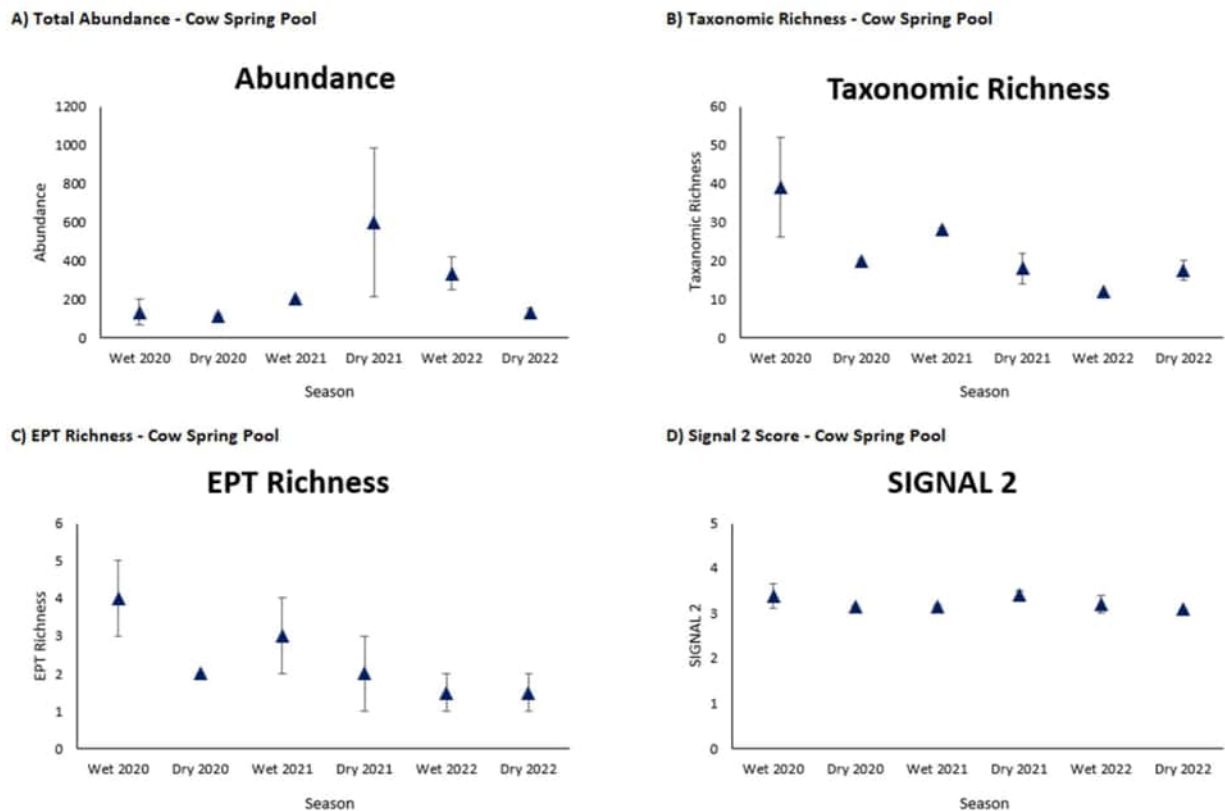 A) Total Abundance - Cow Spring Pool
Abundance
1200
1000
800
600
400
200
0
Abundance
Wet 2020 Dry 2020 Wet 2021 Dry 2021 Wet 2022 Dry 2022
Season
B) Taxonomic Richness - Cow Spring Pool
Taxonomic Richness
60
50
40
30
20
10
0
Taxanomic Richness
Wet 2020 Dry 2020 Wet 2021 Dry 2021 Wet 2022 Dry 2022
Season
C) EPT Richness - Cow Spring Pool
EPT Richness
6
5
4
3
2
1
0
EPT Richness
Wet 2020 Dry 2020 Wet 2021 Dry 2021 Wet 2022 Dry 2022
Season
D) Signal 2 Score - Cow Spring Pool
SIGNAL 2
5
4
3
2
1
0
SIGNAL 2
Wet 2020 Dry 2020 Wet 2021 Dry 2021 Wet 2022 Dry 2022
Season